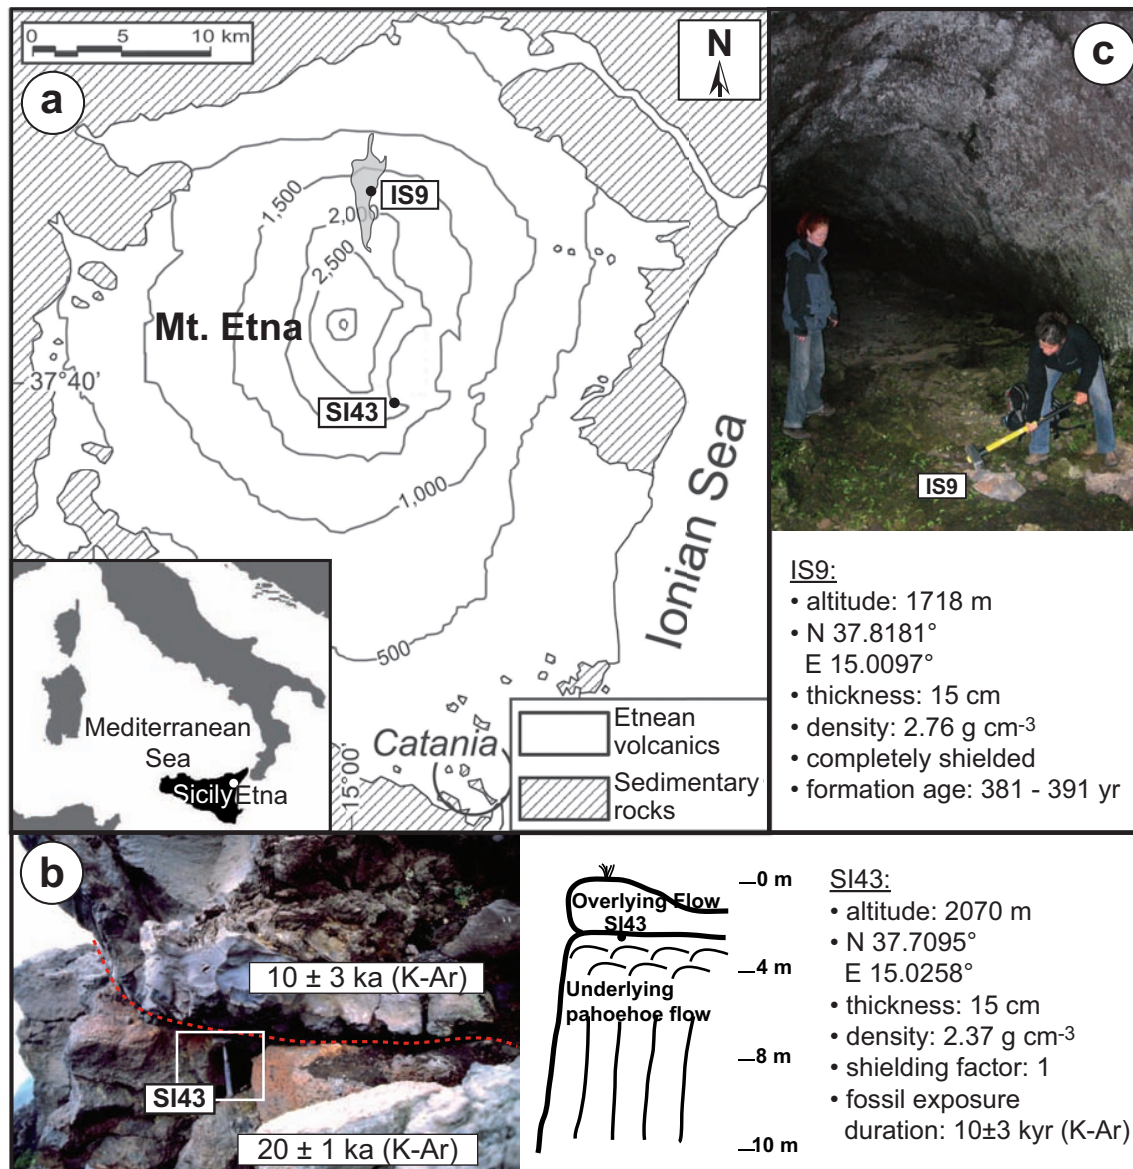 0 5 10 km
N
a
IS9
1,500
2,000
2,500
Mt. Etna
37°40'
SI43
1,000
500
Ionian Sea
Catania
15°00'
Mediterranean
Sea
Sicily Etna
Etnean
volcanics
Sedimentary
rocks
c
IS9
IS9:
• altitude: 1718 m
• N 37.8181°
E 15.0097°
• thickness: 15 cm
• density: 2.76 g cm-3
• completely shielded
• formation age: 381 - 391 yr
b
10 ± 3 ka (K-Ar)
SI43
20 ± 1 ka (K-Ar)
Overlying Flow
SI43
Underlying
pahoehoe flow
0 m
4 m
8 m
10 m
SI43:
• altitude: 2070 m
• N 37.7095°
E 15.0258°
• thickness: 15 cm
• density: 2.37 g cm-3
• shielding factor: 1
• fossil exposure
duration: 10±3 kyr (K-Ar)